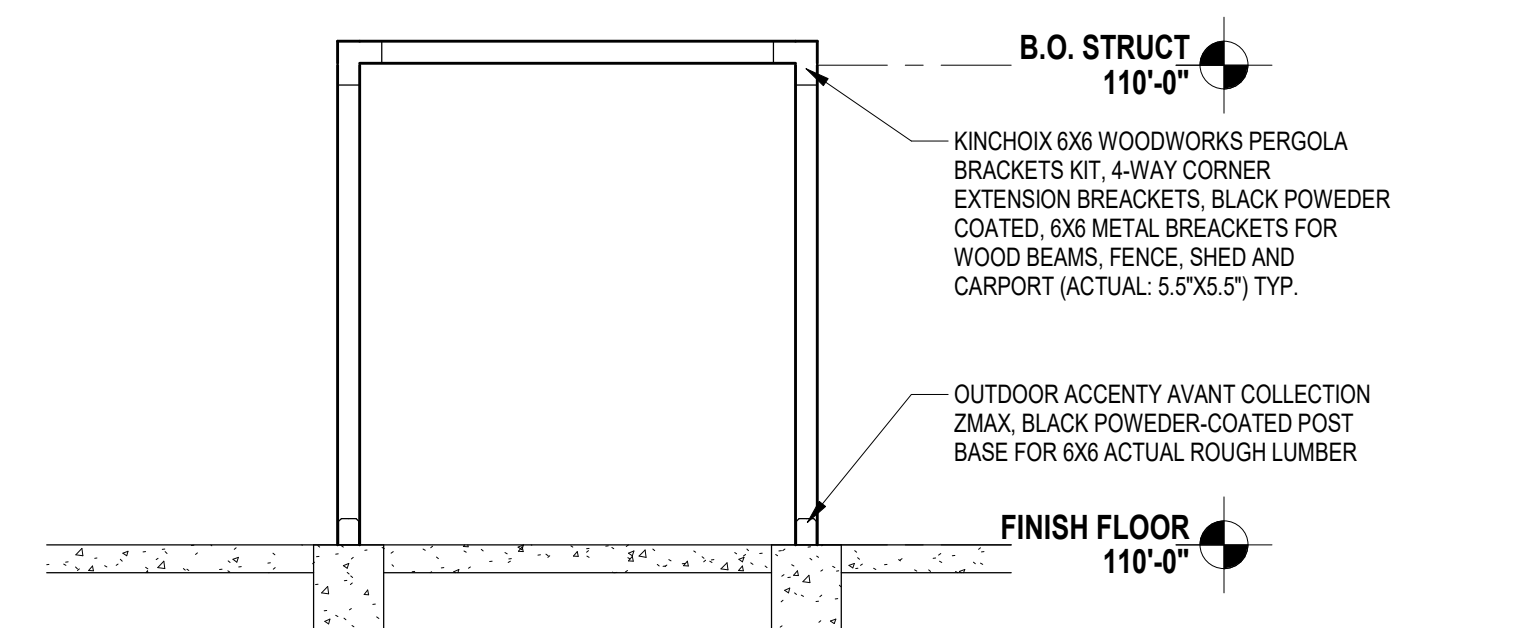 B.O. STRUCT
110'-0"
KINCHOIX 6X6 WOODWORKS PERGOLA
BRACKETS KIT, 4-WAY CORNER
EXTENSION BREACKETS, BLACK POWEDER
COATED, 6X6 METAL BREACKETS FOR
WOOD BEAMS, FENCE, SHED AND
CARPORT (ACTUAL: 5.5"X5.5") TYP.
OUTDOOR ACCENTY AVANT COLLECTION
ZMAX, BLACK POWEDER-COATED POST
BASE FOR 6X6 ACTUAL ROUGH LUMBER
FINISH FLOOR
110'-0"